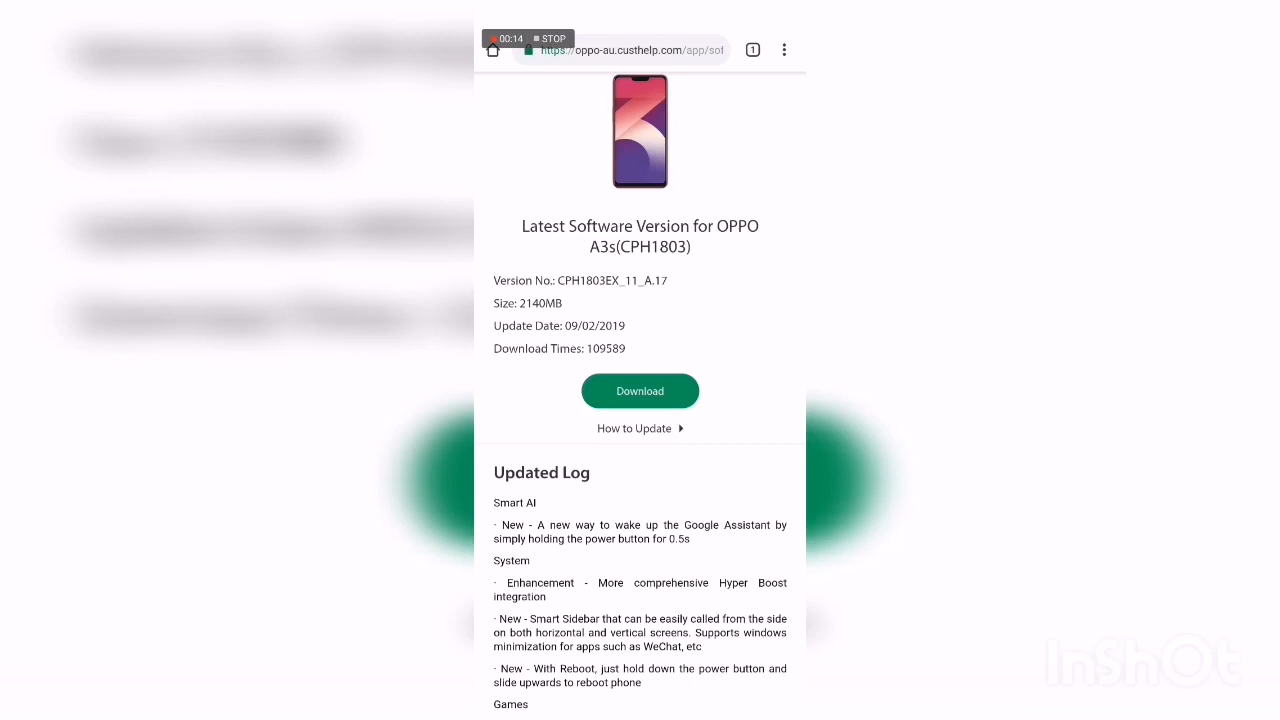 00:14 STOP
https://oppo-au.custhelp.com/app/sof
1
Latest Software Version for OPPO
A3s(CPH1803)
Version No.: CPH1803EX_11_A.17
Size: 2140MB
Update Date: 09/02/2019
Download Times: 109589
Download
How to Update
Updated Log
Smart AI
· New - A new way to wake up the Google Assistant by
simply holding the power button for 0.5s
System
· Enhancement - More comprehensive Hyper Boost
integration
· New - Smart Sidebar that can be easily called from the side
on both horizontal and vertical screens. Supports windows
minimization for apps such as WeChat, etc
· New - With Reboot, just hold down the power button and
slide upwards to reboot phone
Games
InShOt